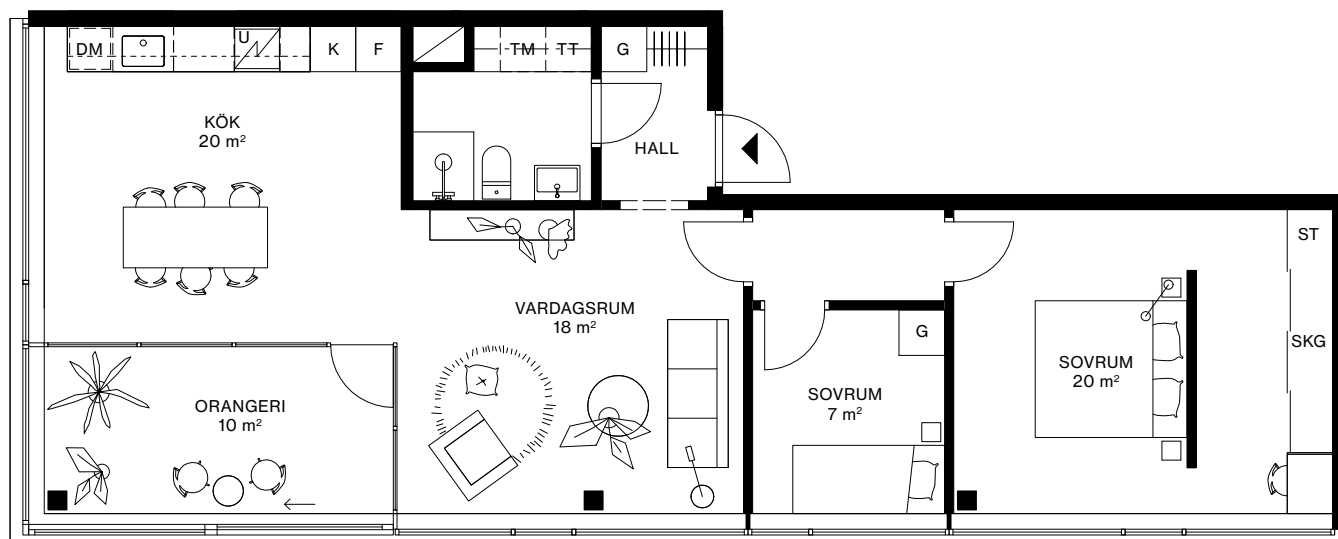 DM
U
K
F
TM
TT
G
KÖK
20 m²
HALL
ST
VARDAGSRUM
18 m²
G
SKG
SOVRUM
20 m²
SOVRUM
7 m²
ORANGERI
10 m²